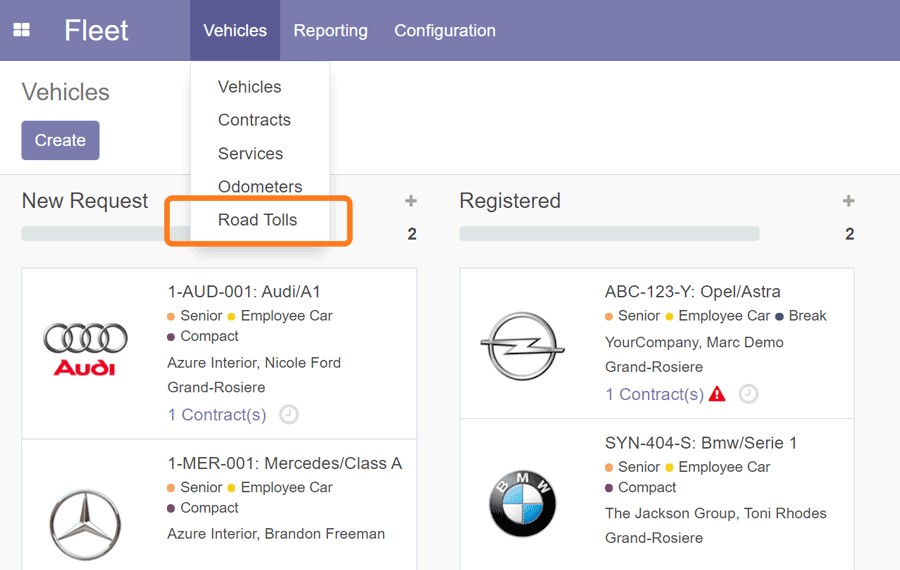 Fleet
Vehicles Reporting Configuration
Vehicles
Contracts
Services
Odometers
Road Tolls
Vehicles
Create
New Request +
2
1-AUD-001: Audi/A1
Senior Employee Car
Compact
Azure Interior, Nicole Ford
Grand-Rosiere
1 Contract(s)
Audi
1-MER-001: Mercedes/Class A
Senior Employee Car
Compact
Azure Interior, Brandon Freeman
Registered +
2
ABC-123-Y: Opel/Astra
Senior Employee Car Break
YourCompany, Marc Demo
Grand-Rosiere
1 Contract(s)
SYN-404-S: Bmw/Serie 1
Senior Employee Car
Compact
The Jackson Group, Toni Rhodes
Grand-Rosiere
BMW